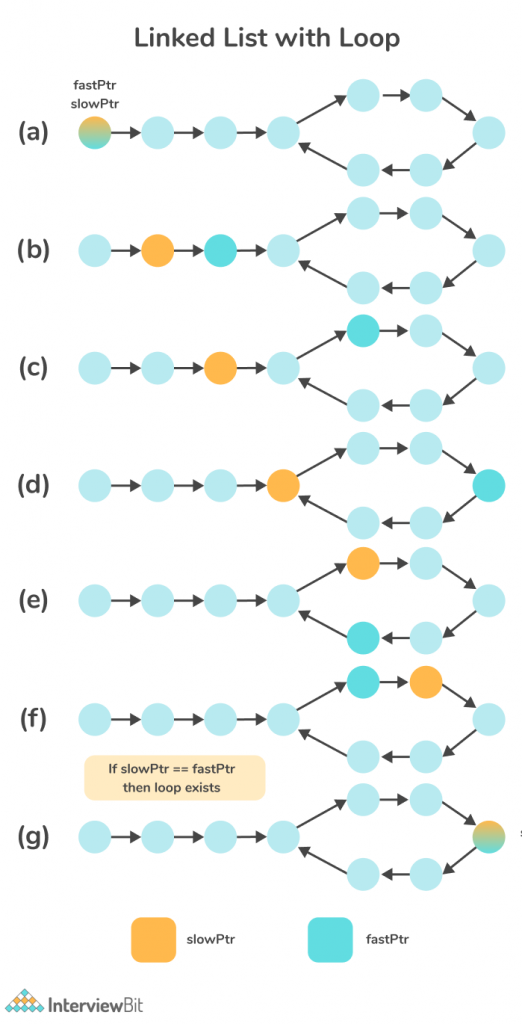 Linked List with Loop
fastPtr
slowPtr
(a)
(b)
(c)
(d)
(e)
(f)
If slowPtr == fastPtr
then loop exists
(g)
slowPtr
fastPtr
InterviewBit